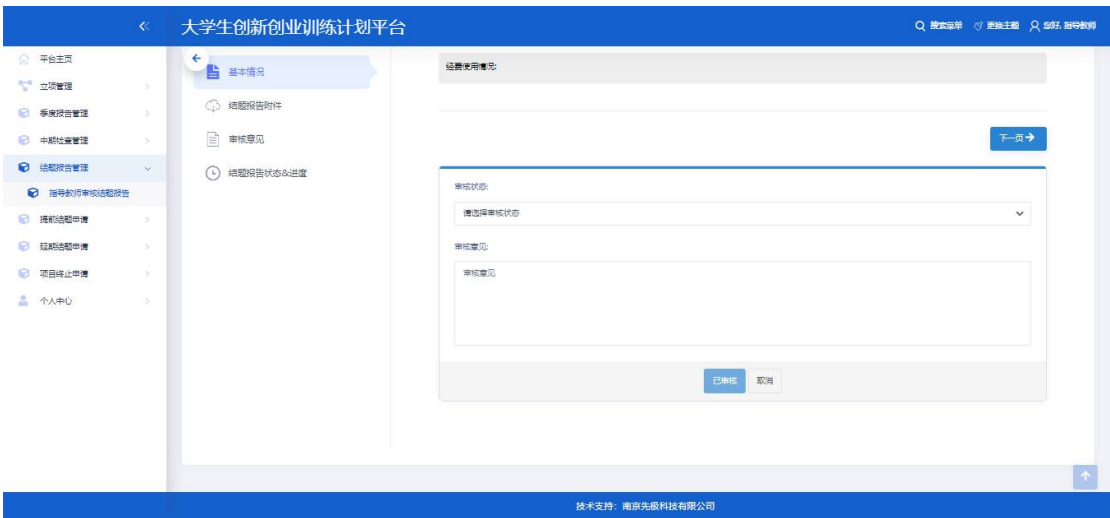 大学生创新创业训练计划平台
搜索菜单
更换主题
您好, 指导教师
平台主页
立项管理
季度报告管理
中期检查管理
结题报告管理
指导教师审核结题报告
提前结题申请
延期结题申请
项目终止申请
个人中心
基本情况
结题报告附件
审核意见
结题报告状态&进度
经费使用情况:
下一页
审核状态:
请选择审核状态
审核意见:
审核意见
已审核
取消
技术支持：南京先极科技有限公司